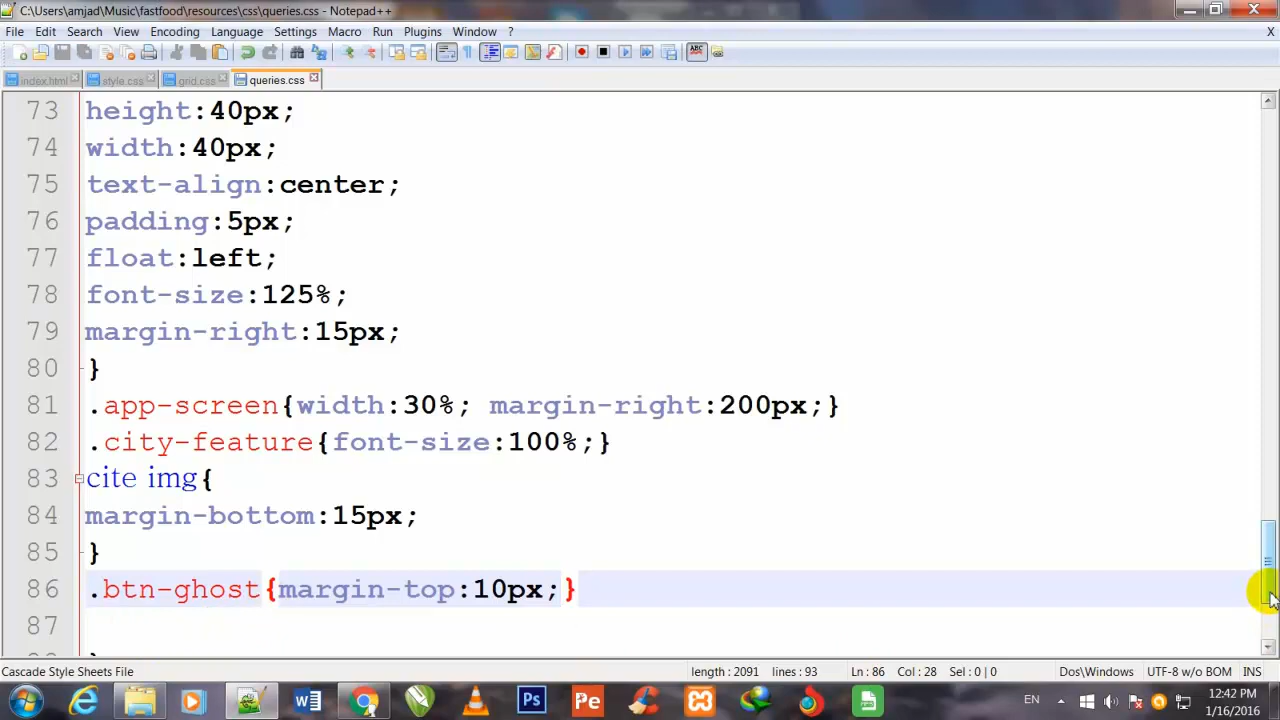 C:\Users\amjad\Music\fastfood\resources\css\queries.css - Notepad++
File Edit Search View Encoding Language Settings Macro Run Plugins Window ? X
index.html style.css grid.css queries.css
73 height:40px;
74 width:40px;
75 text-align:center;
76 padding:5px;
77 float:left;
78 font-size:125%;
79 margin-right:15px;
80 }
81 .app-screen{width:30%; margin-right:200px;}
82 .city-feature{font-size:100%;}
83 cite img{
84 margin-bottom:15px;
85 }
86 .btn-ghost{margin-top:10px;}
87
Cascade Style Sheets File length : 2091 lines : 93 Ln : 86 Col : 28 Sel : 0 | 0 Dos\Windows UTF-8 w/o BOM INS
W Ps Pe EN 12:42 PM
1/16/2016